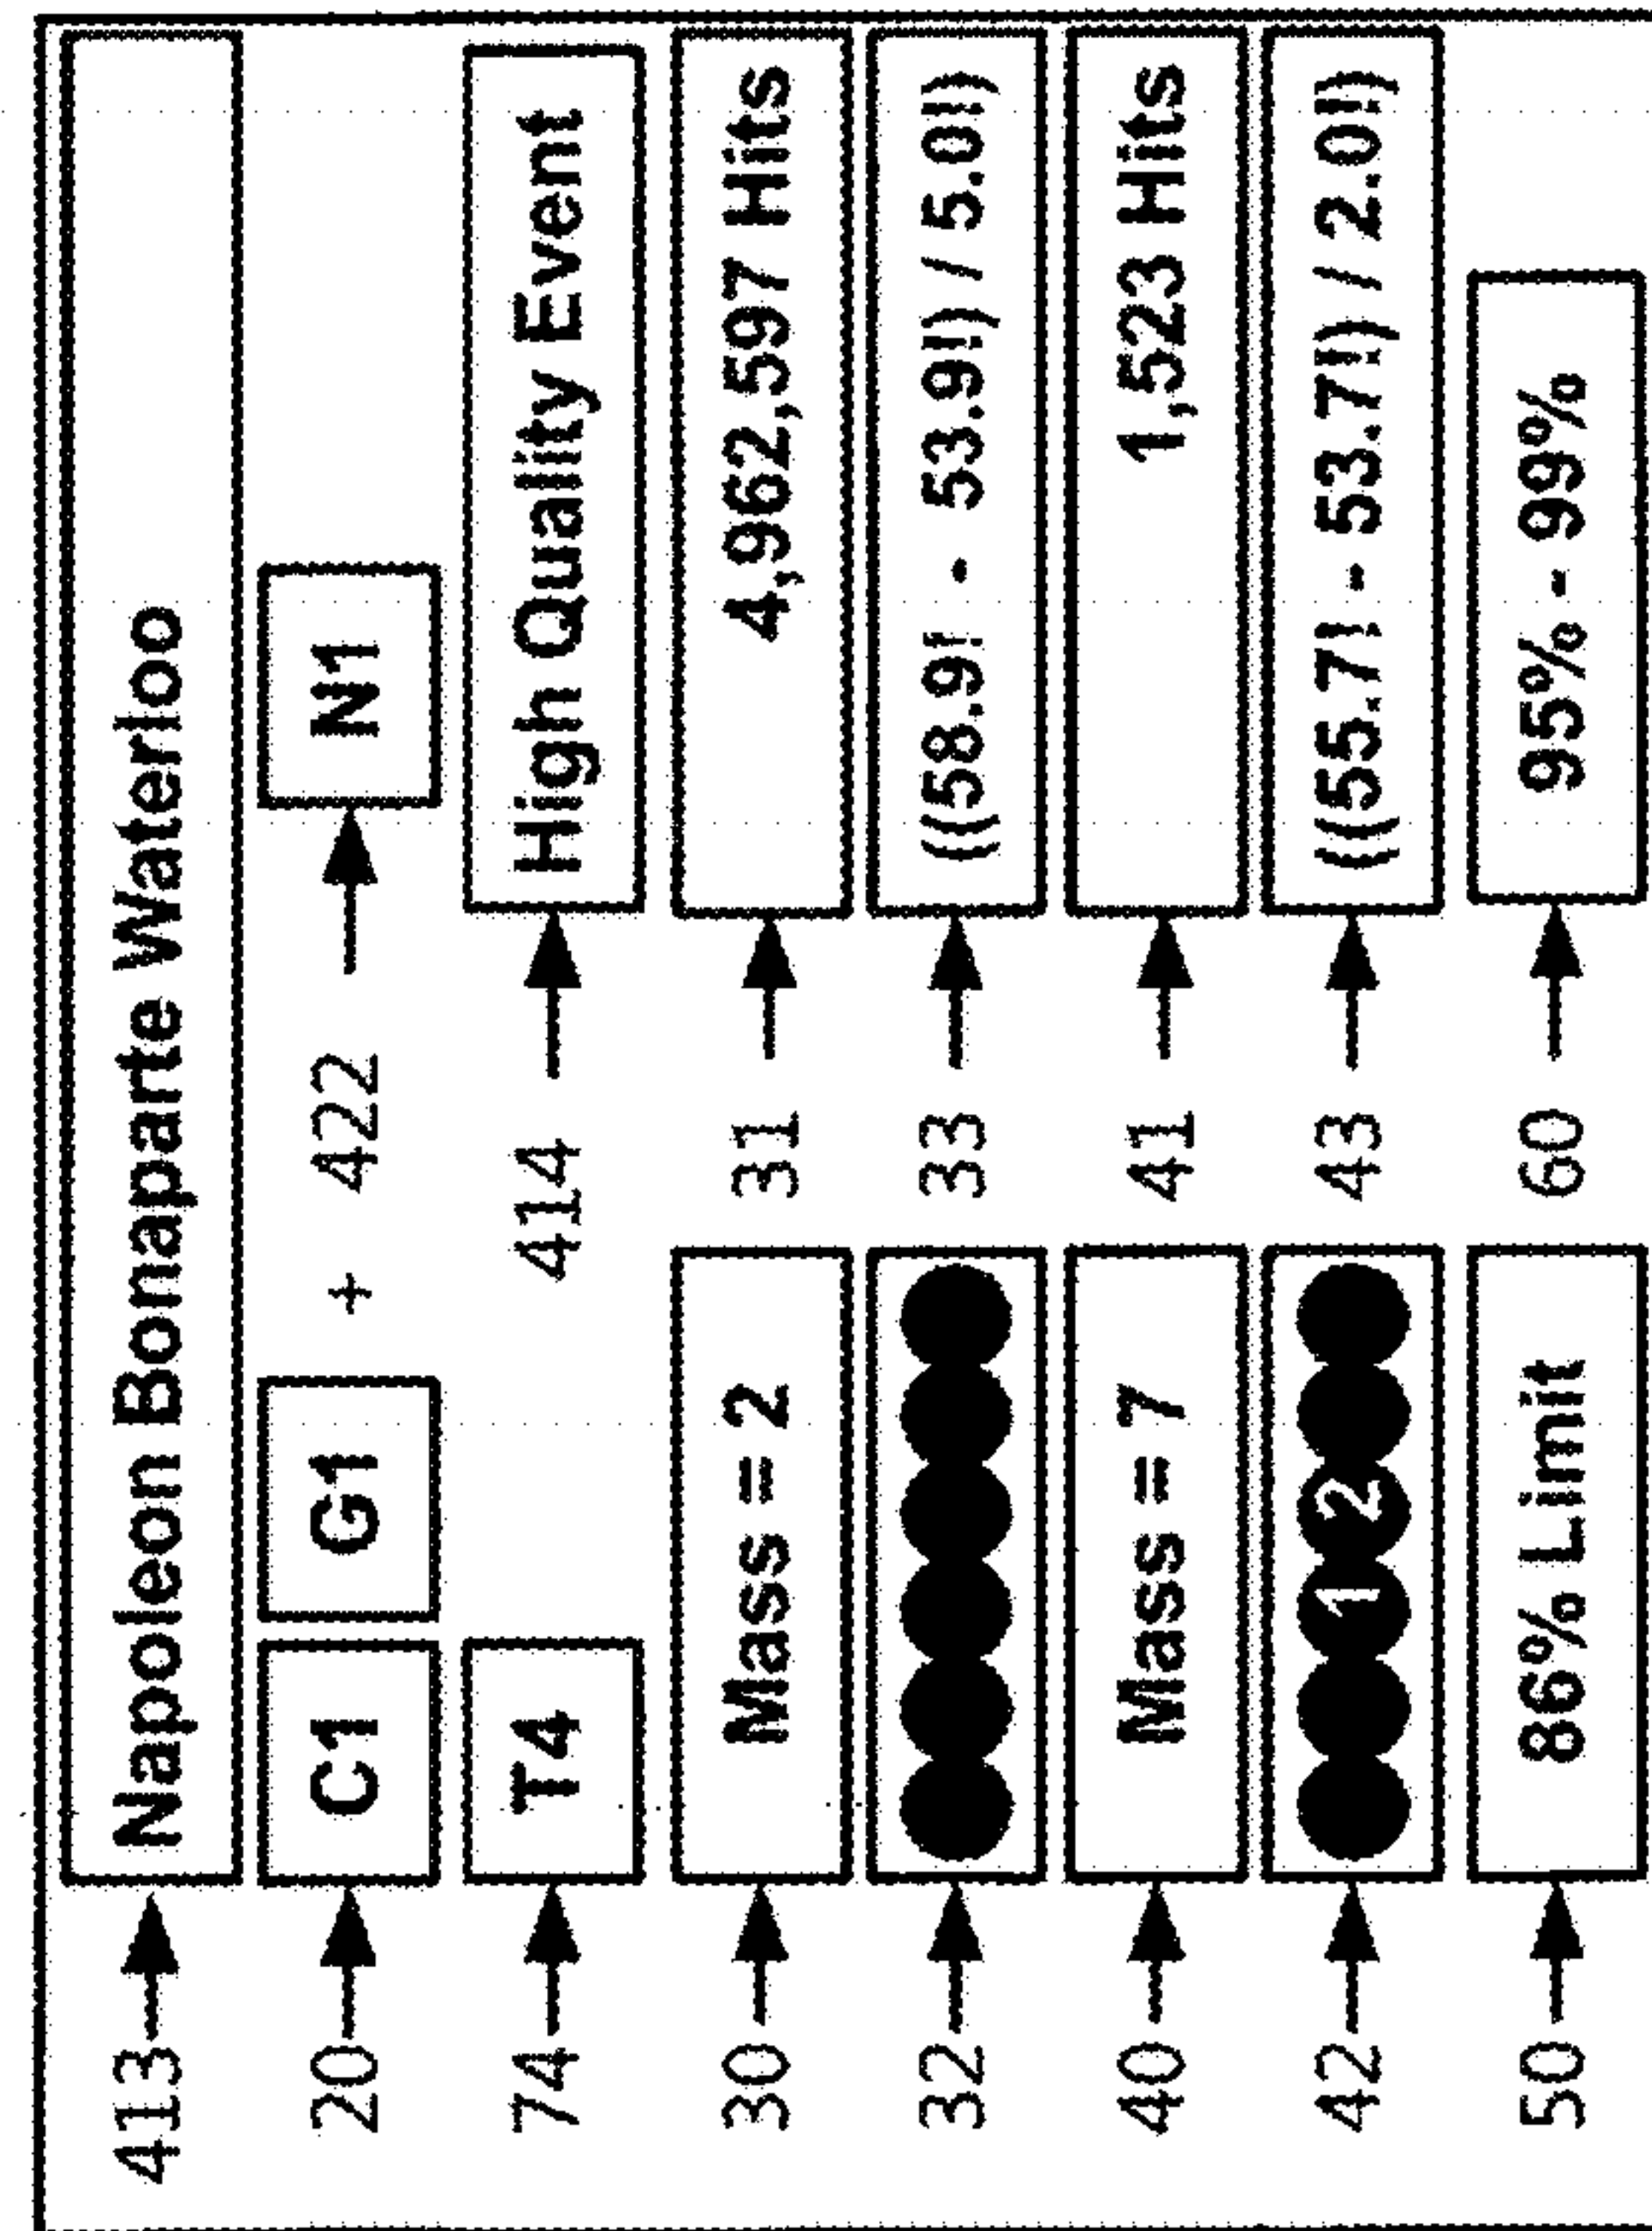 413 Napoleon Bonaparte Waterloo
20 C1 G1 + 422 N1
74 T4 414 High Quality Event
30 Mass = 2 31 4,962,597 Hits
32 33 ((58.9! - 53.9!) / 5.0!)
40 Mass = 7 41 1,523 Hits
42 1 2 43 ((55.7! - 53.7!) / 2.0!)
50 86% Limit 60 95% - 99%